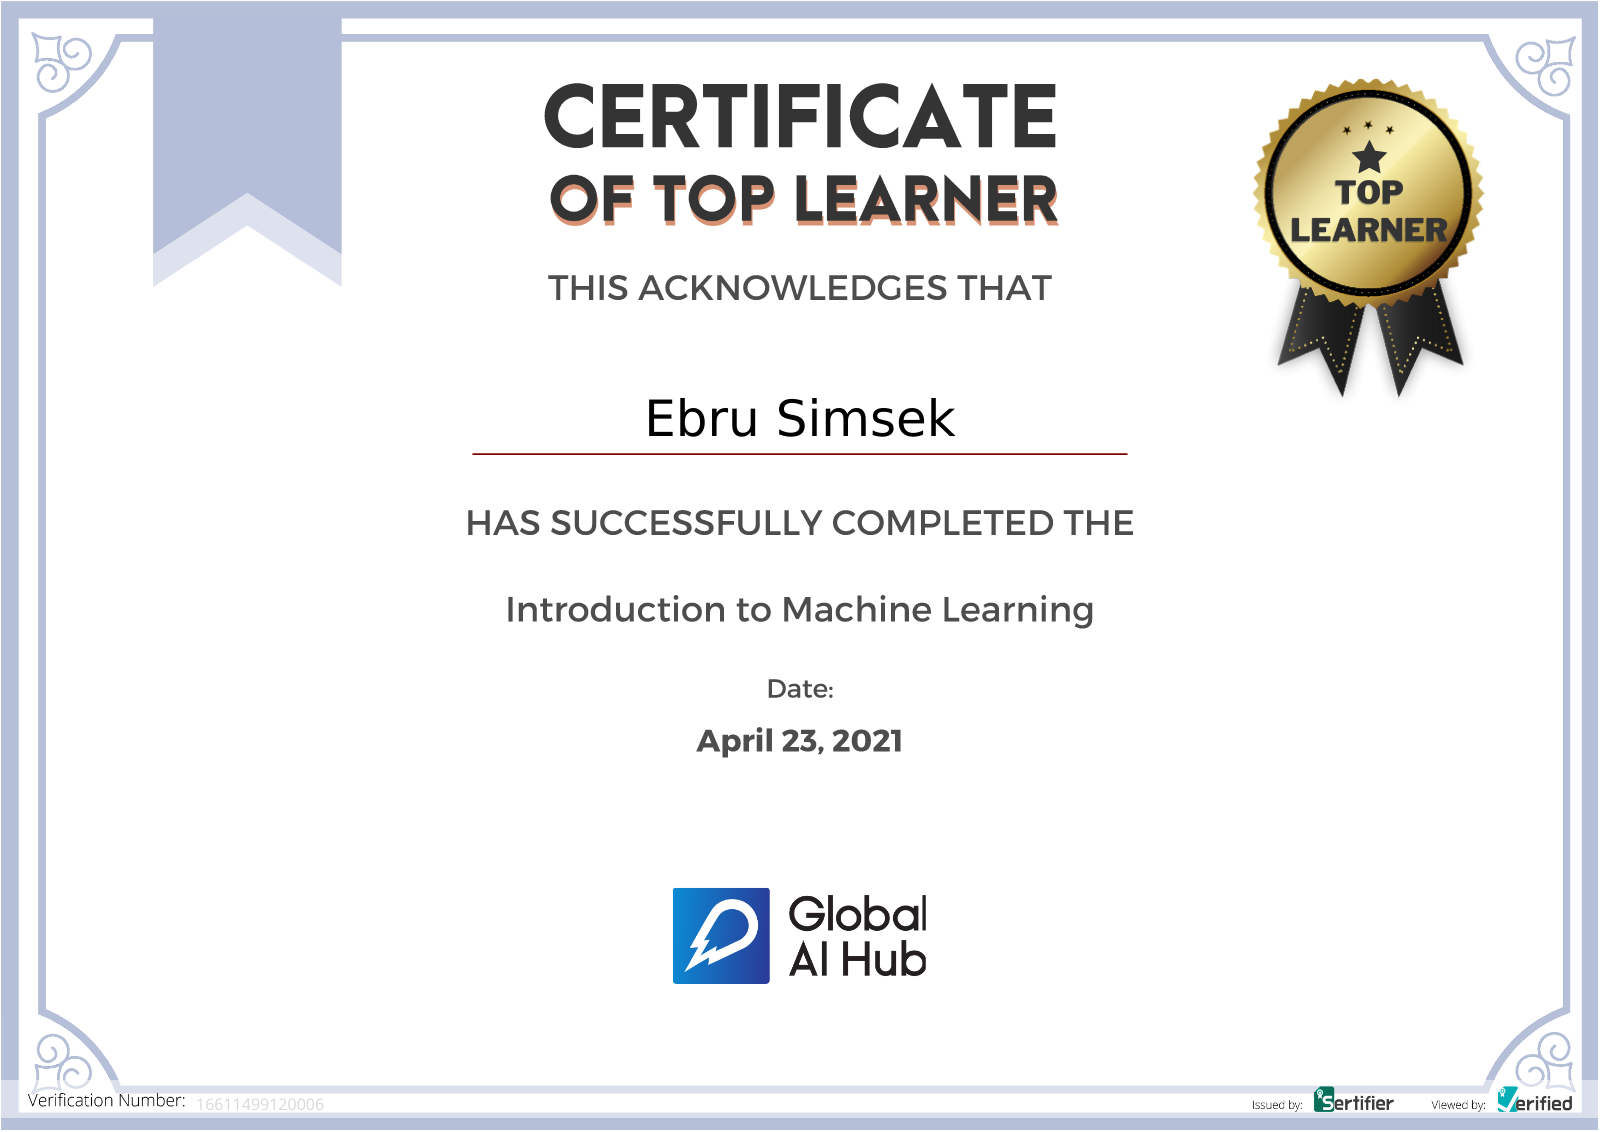 CERTIFICATE
OF TOP LEARNER
TOP
LEARNER
THIS ACKNOWLEDGES THAT
Ebru Simsek
HAS SUCCESSFULLY COMPLETED THE
Introduction to Machine Learning
Date:
April 23, 2021
Global
AI Hub
Verification Number: 16611499120006
Issued by: Sertifier Viewed by: Verified